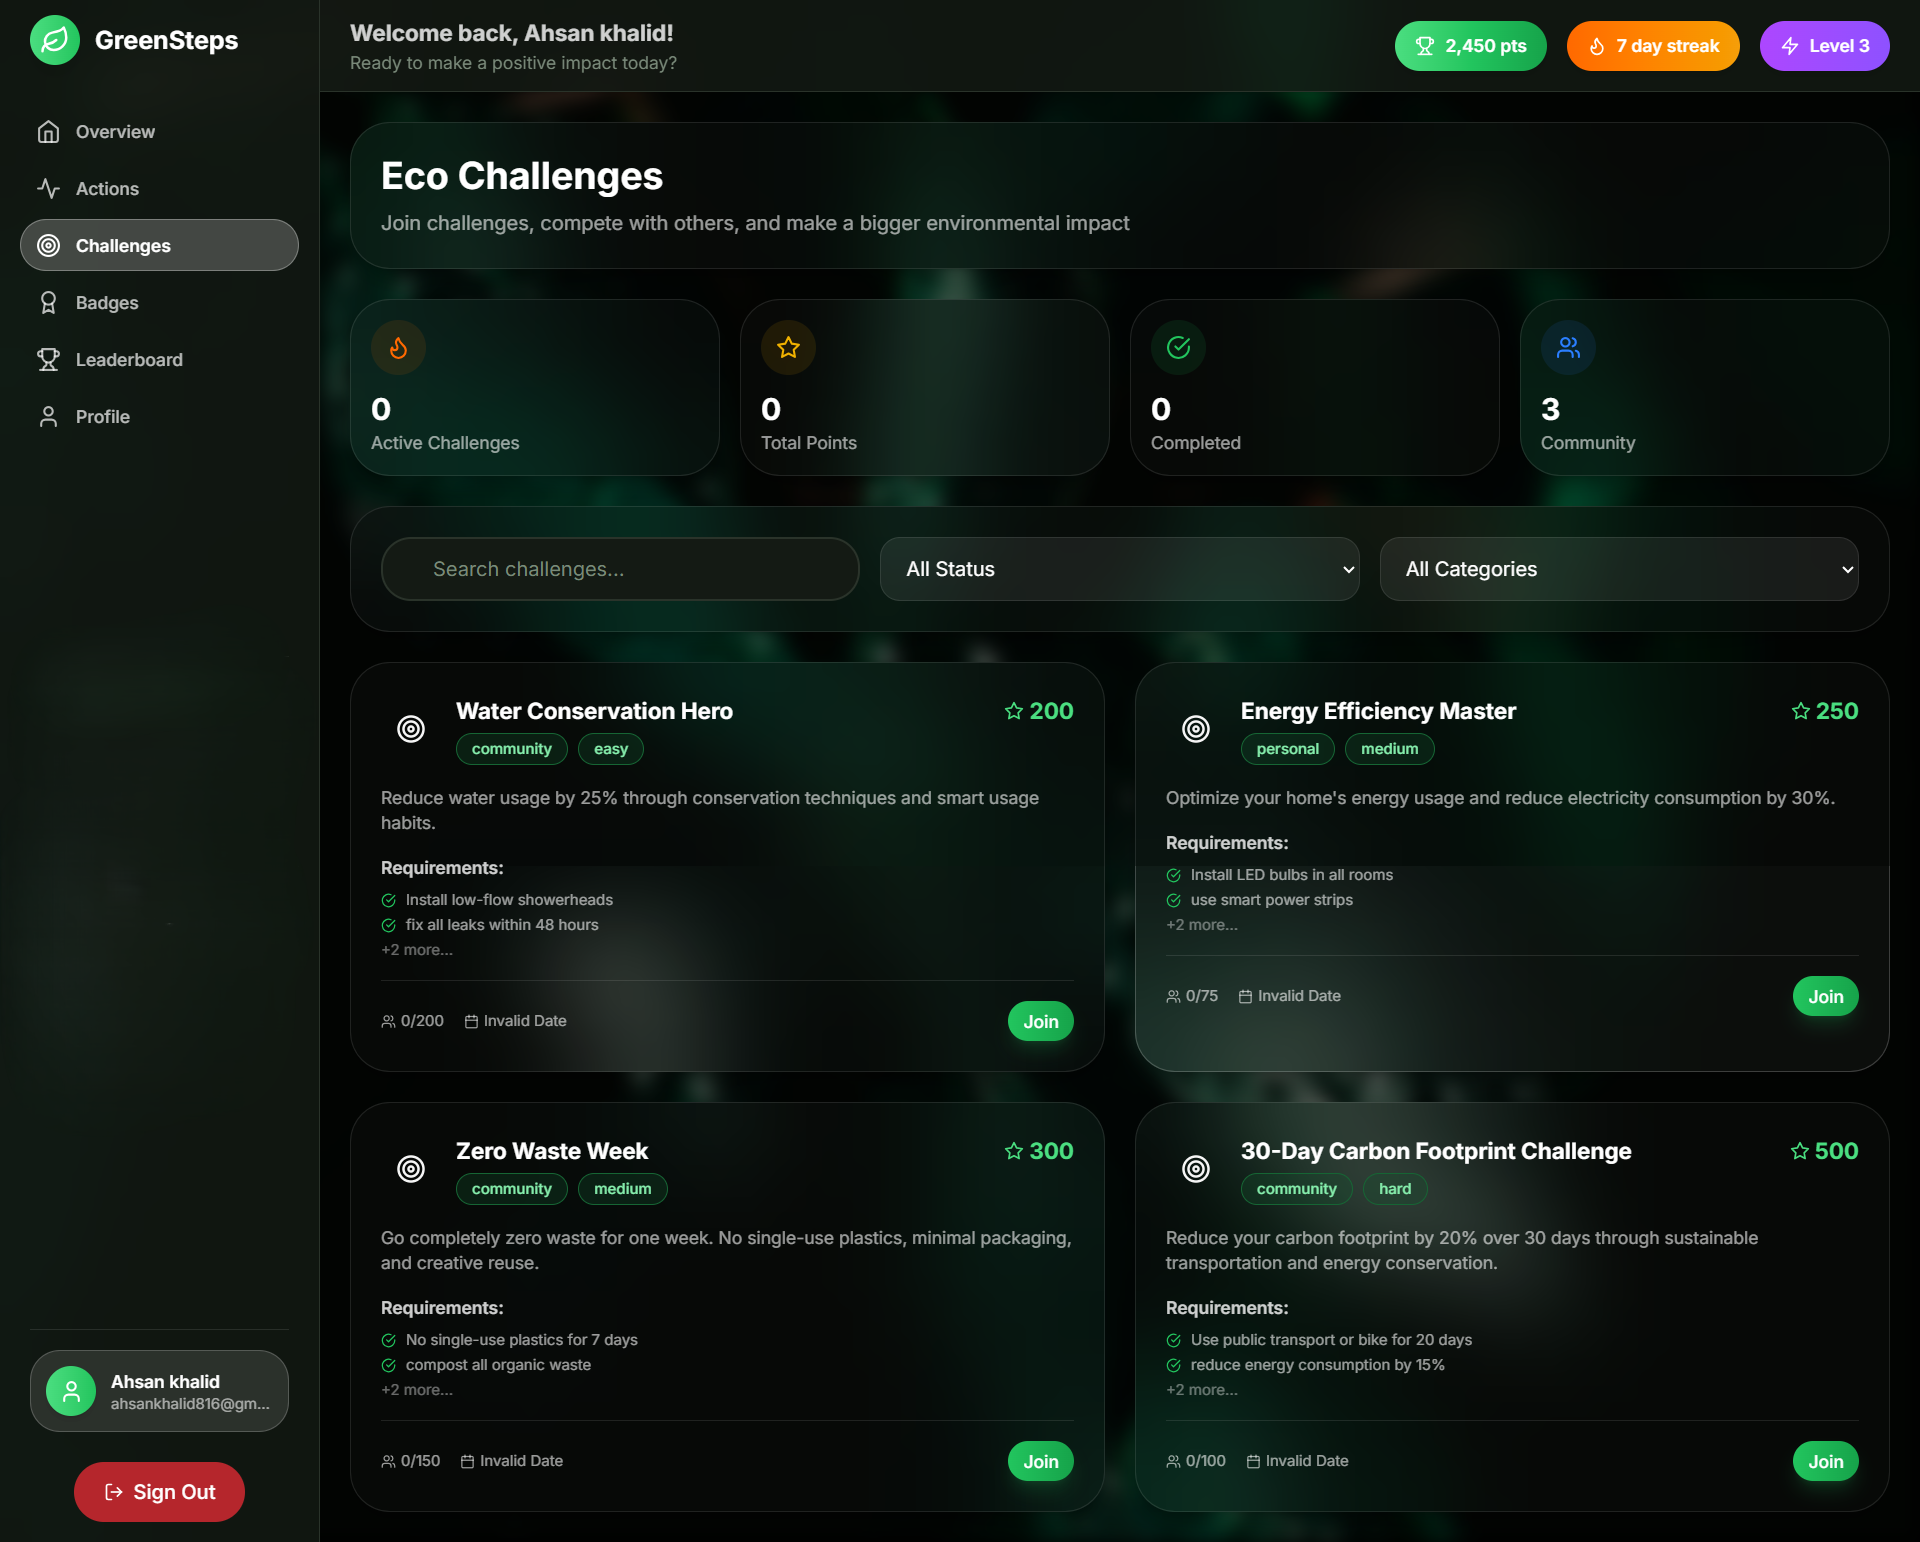 GreenSteps
Overview
Actions
Challenges
Badges
Leaderboard
Profile
Ahsan khalid
ahsankhalid816@gm...
Sign Out
Welcome back, Ahsan khalid!
Ready to make a positive impact today?
2,450 pts
7 day streak
Level 3
Eco Challenges
Join challenges, compete with others, and make a bigger environmental impact
0
Active Challenges
0
Total Points
0
Completed
3
Community
Search challenges...
All Status
All Categories
Water Conservation Hero
200
community
easy
Reduce water usage by 25% through conservation techniques and smart usage
habits.
Requirements:
Install low-flow showerheads
fix all leaks within 48 hours
+2 more...
0/200
Invalid Date
Join
Energy Efficiency Master
250
personal
medium
Optimize your home's energy usage and reduce electricity consumption by 30%.
Requirements:
Install LED bulbs in all rooms
use smart power strips
+2 more...
0/75
Invalid Date
Join
Zero Waste Week
300
community
medium
Go completely zero waste for one week. No single-use plastics, minimal packaging,
and creative reuse.
Requirements:
No single-use plastics for 7 days
compost all organic waste
+2 more...
0/150
Invalid Date
Join
30-Day Carbon Footprint Challenge
500
community
hard
Reduce your carbon footprint by 20% over 30 days through sustainable
transportation and energy conservation.
Requirements:
Use public transport or bike for 20 days
reduce energy consumption by 15%
+2 more...
0/100
Invalid Date
Join